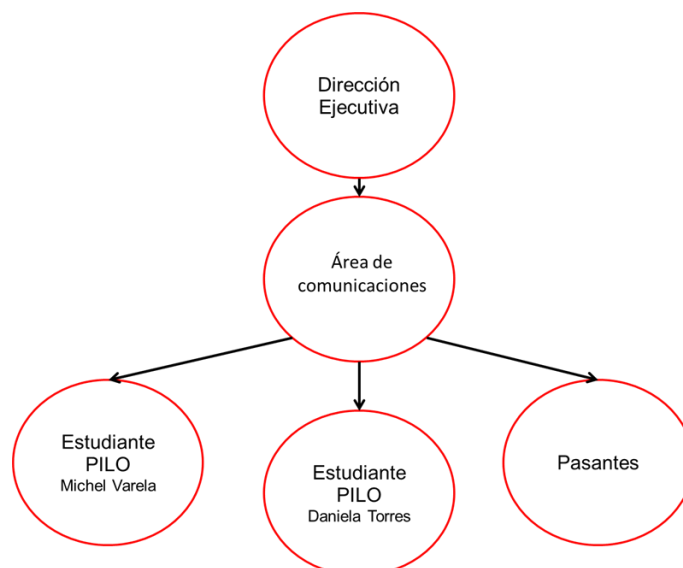 Dirección
Ejecutiva
Área de
comunicaciones
Estudiante
PILO
Michel Varela
Estudiante
PILO
Daniela Torres
Pasantes